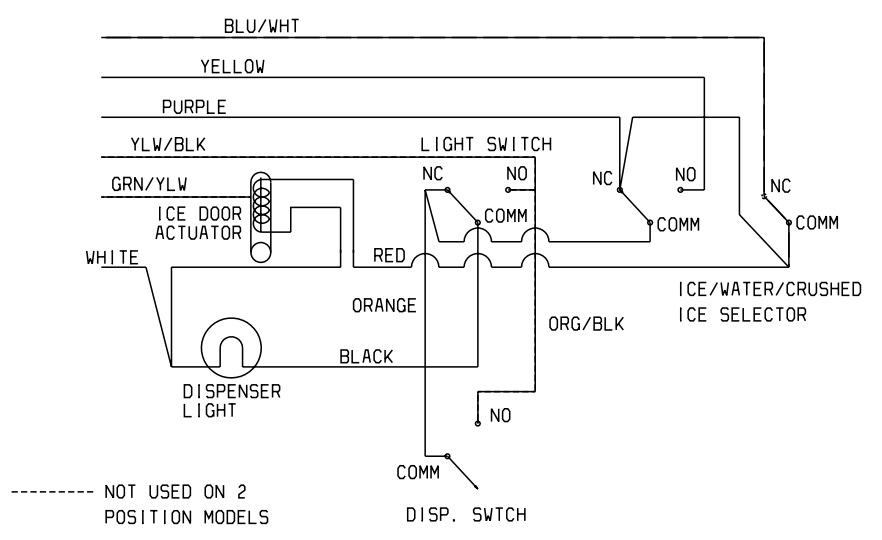 BLU/WHT
YELLOW
PURPLE
YLW/BLK
LIGHT SWITCH
NC
NO
NC
NO
NC
GRN/YLW
ICE DOOR
ACTUATOR
COMM
COMM
COMM
WHITE
RED
ICE/WATER/CRUSHED
ICE SELECTOR
ORANGE
ORG/BLK
BLACK
DISPENSER
LIGHT
NO
COMM
NOT USED ON 2
POSITION MODELS
DISP. SWTCH